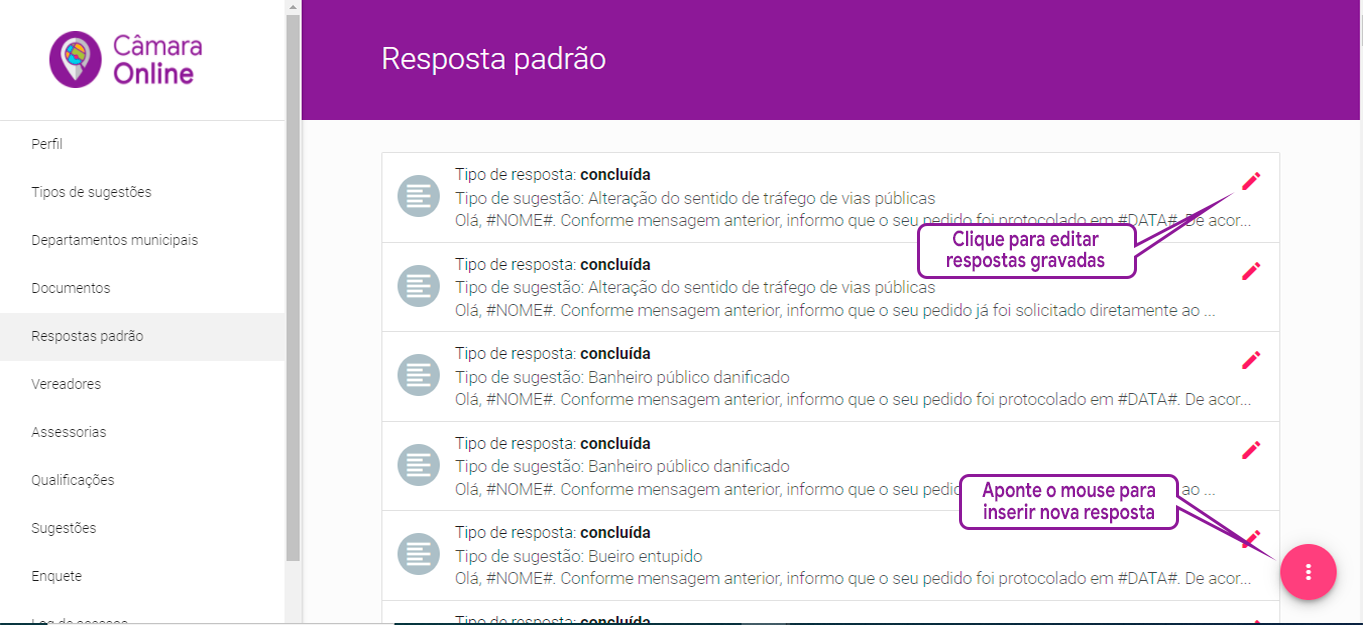 Câmara
Online
Resposta padrão
Perfil
Tipos de sugestões
Departamentos municipais
Documentos
Respostas padrão
Vereadores
Assessorias
Qualificações
Sugestões
Enquete
Tipo de resposta: concluída
Tipo de sugestão: Alteração do sentido de tráfego de vias públicas
Olá, #NOME#. Conforme mensagem anterior, informo que o seu pedido foi protocolado em #DATA#. De acor...
Clique para editar
respostas gravadas
Tipo de resposta: concluída
Tipo de sugestão: Alteração do sentido de tráfego de vias públicas
Olá, #NOME#. Conforme mensagem anterior, informo que o seu pedido já foi solicitado diretamente ao ...
Tipo de resposta: concluída
Tipo de sugestão: Banheiro público danificado
Olá, #NOME#. Conforme mensagem anterior, informo que o seu pedido foi protocolado em #DATA#. De acor...
Tipo de resposta: concluída
Tipo de sugestão: Banheiro público danificado
Olá, #NOME#. Conforme mensagem anterior, informo que o seu ao ...
Aponte o mouse para
inserir nova resposta
Tipo de resposta: concluída
Tipo de sugestão: Bueiro entupido
Olá, #NOME#. Conforme mensagem anterior, informo que o seu pedido foi protocolado em #DATA#. De acor...
Tipo de resposta: concluída